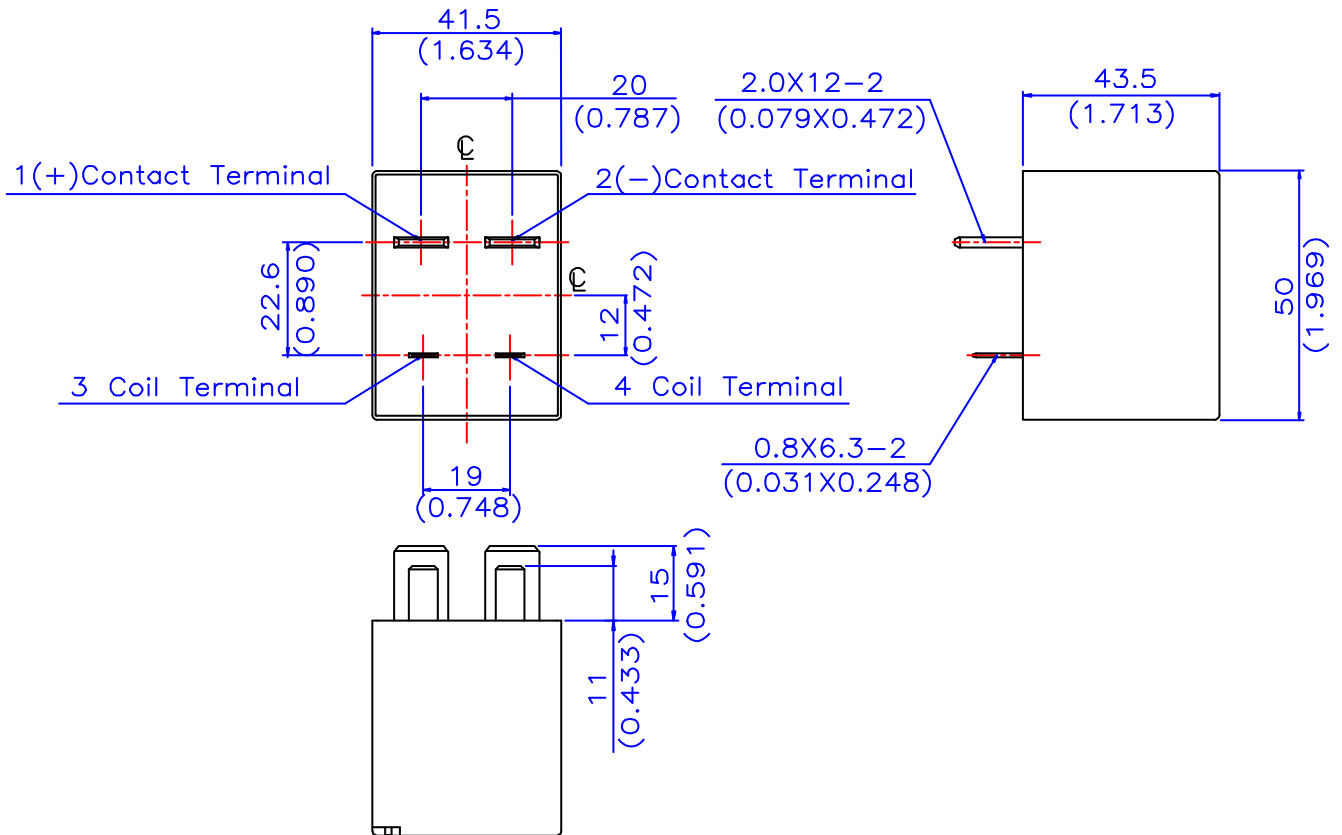 41.5
(1.634)
20
(0.787)
2.0X12-2
(0.079X0.472)
43.5
(1.713)
℄
1(+)Contact Terminal
2(-)Contact Terminal
22.6
(0.890)
℄
12
(0.472)
50
(1.969)
3 Coil Terminal
4 Coil Terminal
19
(0.748)
0.8X6.3-2
(0.031X0.248)
15
(0.591)
11
(0.433)